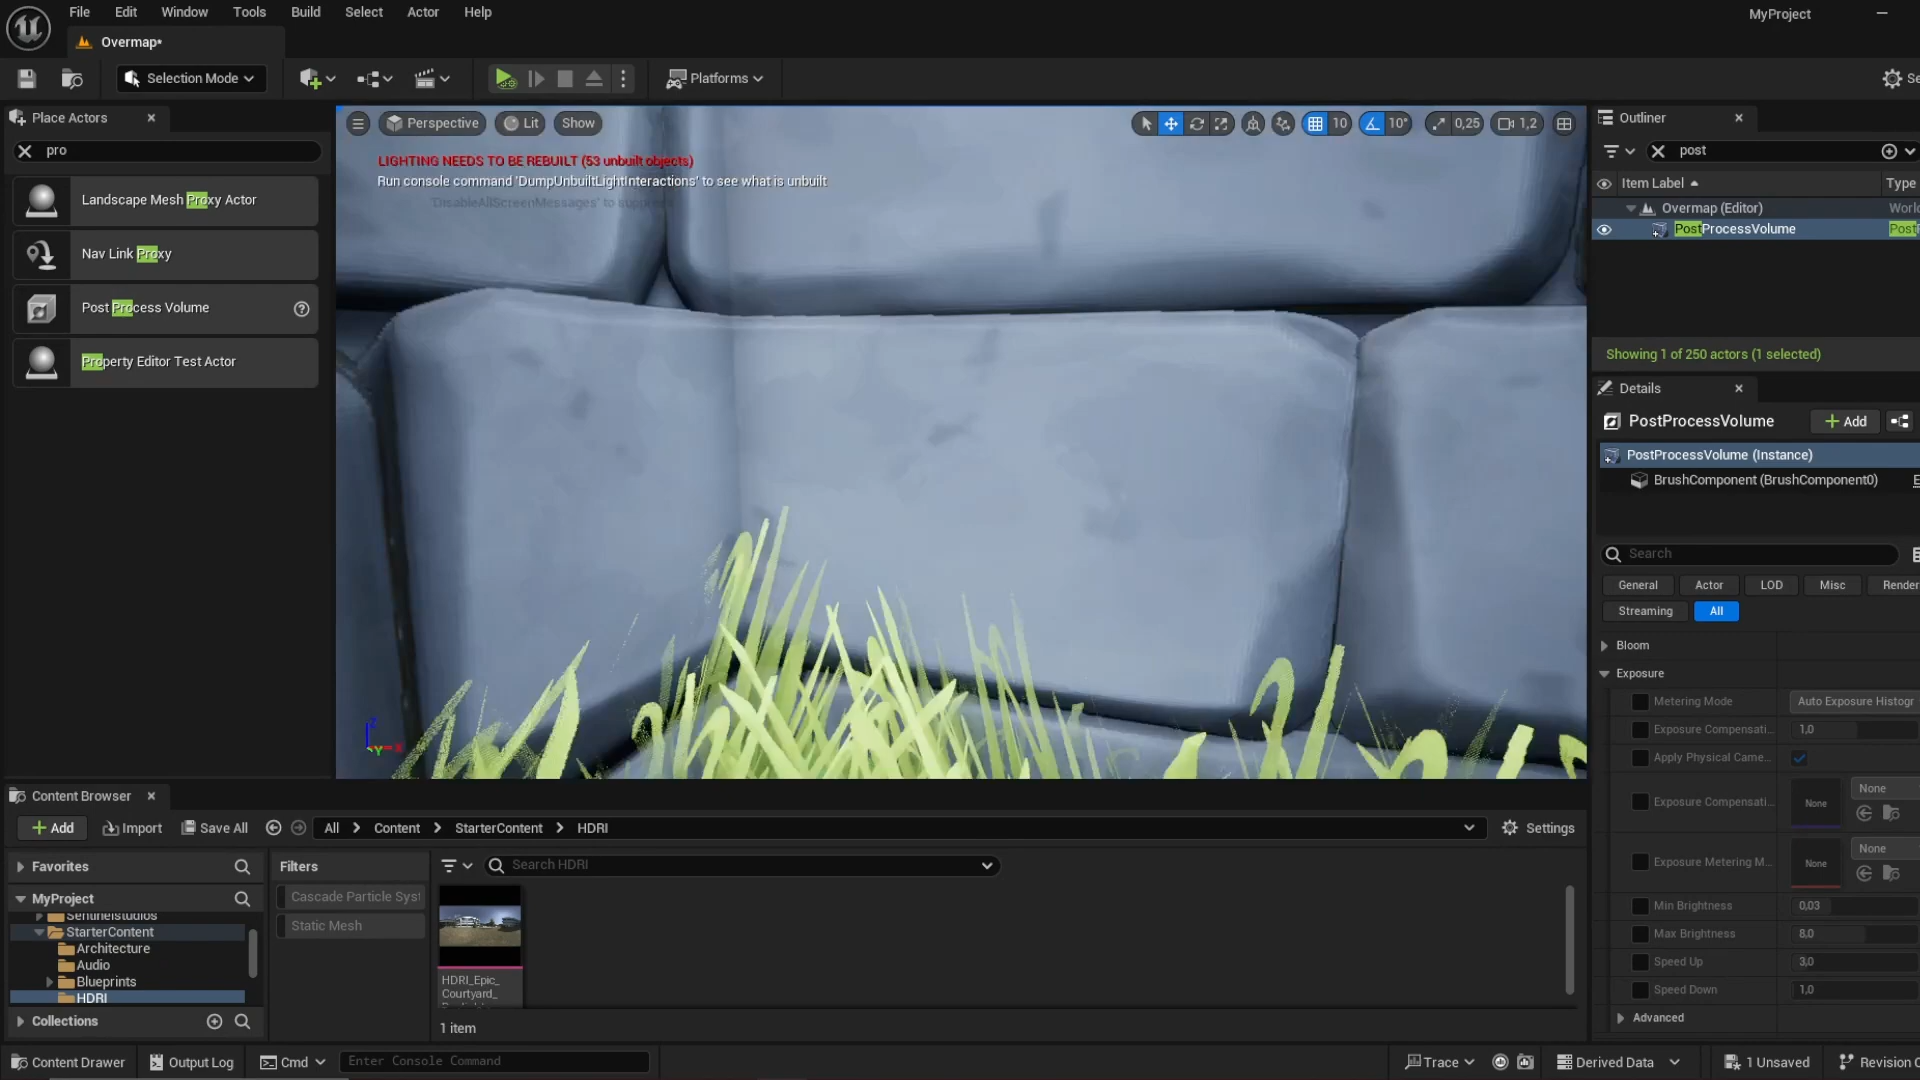 File Edit Window Tools Build Select Actor Help
MyProject
Overmap*
Selection Mode
Platforms
Se
Place Actors
pro
Landscape Mesh Proxy Actor
Nav Link Proxy
Post Process Volume
Property Editor Test Actor
Perspective
Lit
Show
10
10°
0,25
1,2
LIGHTING NEEDS TO BE REBUILT (53 unbuilt objects)
Run console command 'DumpUnbuiltLightInteractions' to see what is unbuilt
'DisableAllScreenMessages' to suppress
Z
Y
X
Outliner
post
Item Label
Type
Overmap (Editor)
World
PostProcessVolume
PostP
Showing 1 of 250 actors (1 selected)
Details
PostProcessVolume
Add
PostProcessVolume (Instance)
BrushComponent (BrushComponent0)
E
Search
General Actor LOD Misc Render
Streaming All
Bloom
Exposure
Metering Mode Auto Exposure Histogr
Exposure Compensati... 1,0
Apply Physical Came...
Exposure Compensati... None None
Exposure Metering M... None None
Min Brightness 0,03
Max Brightness 8,0
Speed Up 3,0
Speed Down 1,0
Advanced
Content Browser
Add Import Save All All Content StarterContent HDRI
Settings
Favorites
MyProject
Sentinelstudios
StarterContent
Architecture
Audio
Blueprints
HDRI
Collections
Filters
Cascade Particle Syst
Static Mesh
Search HDRI
HDRI_Epic_
Courtyard_
1 item
Content Drawer Output Log Cmd Enter Console Command
Trace Derived Data 1 Unsaved Revision C